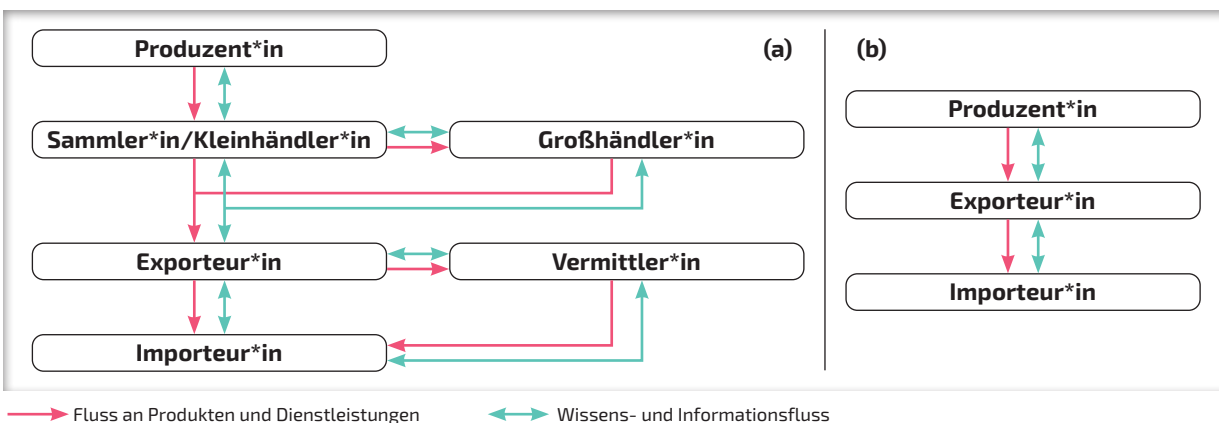 Produzent*in
(a)
Sammler*in/Kleinhändler*in
Großhändler*in
Exporteur*in
Vermittler*in
Importeur*in
(b)
Produzent*in
Exporteur*in
Importeur*in
Fluss an Produkten und Dienstleistungen
Wissens- und Informationsfluss